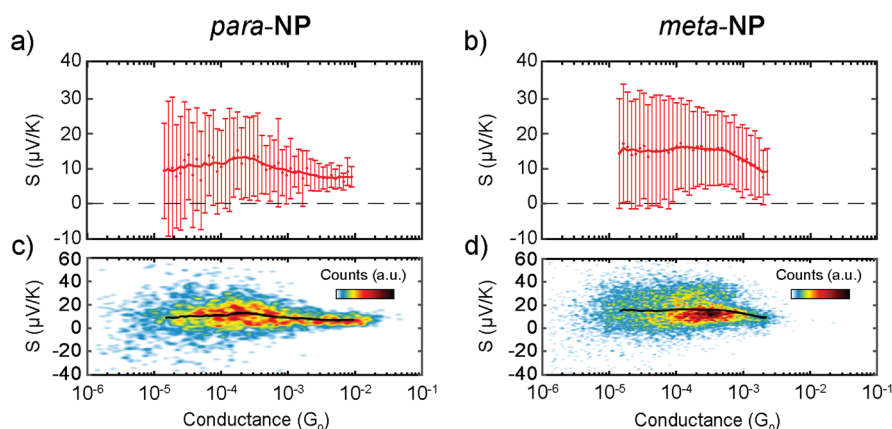 para-NP
meta-NP
a)
b)
40
30
20
10
0
-10
S (µV/K)
40
30
20
10
0
-10
S (µV/K)
c)
d)
60
40
20
0
-20
-40
S (µV/K)
Counts (a.u.)
60
40
20
0
-20
-40
S (µV/K)
Counts (a.u.)
10⁻⁶ 10⁻⁵ 10⁻⁴ 10⁻³ 10⁻² 10⁻¹
10⁻⁶ 10⁻⁵ 10⁻⁴ 10⁻³ 10⁻² 10⁻¹
Conductance (G₀)
Conductance (G₀)